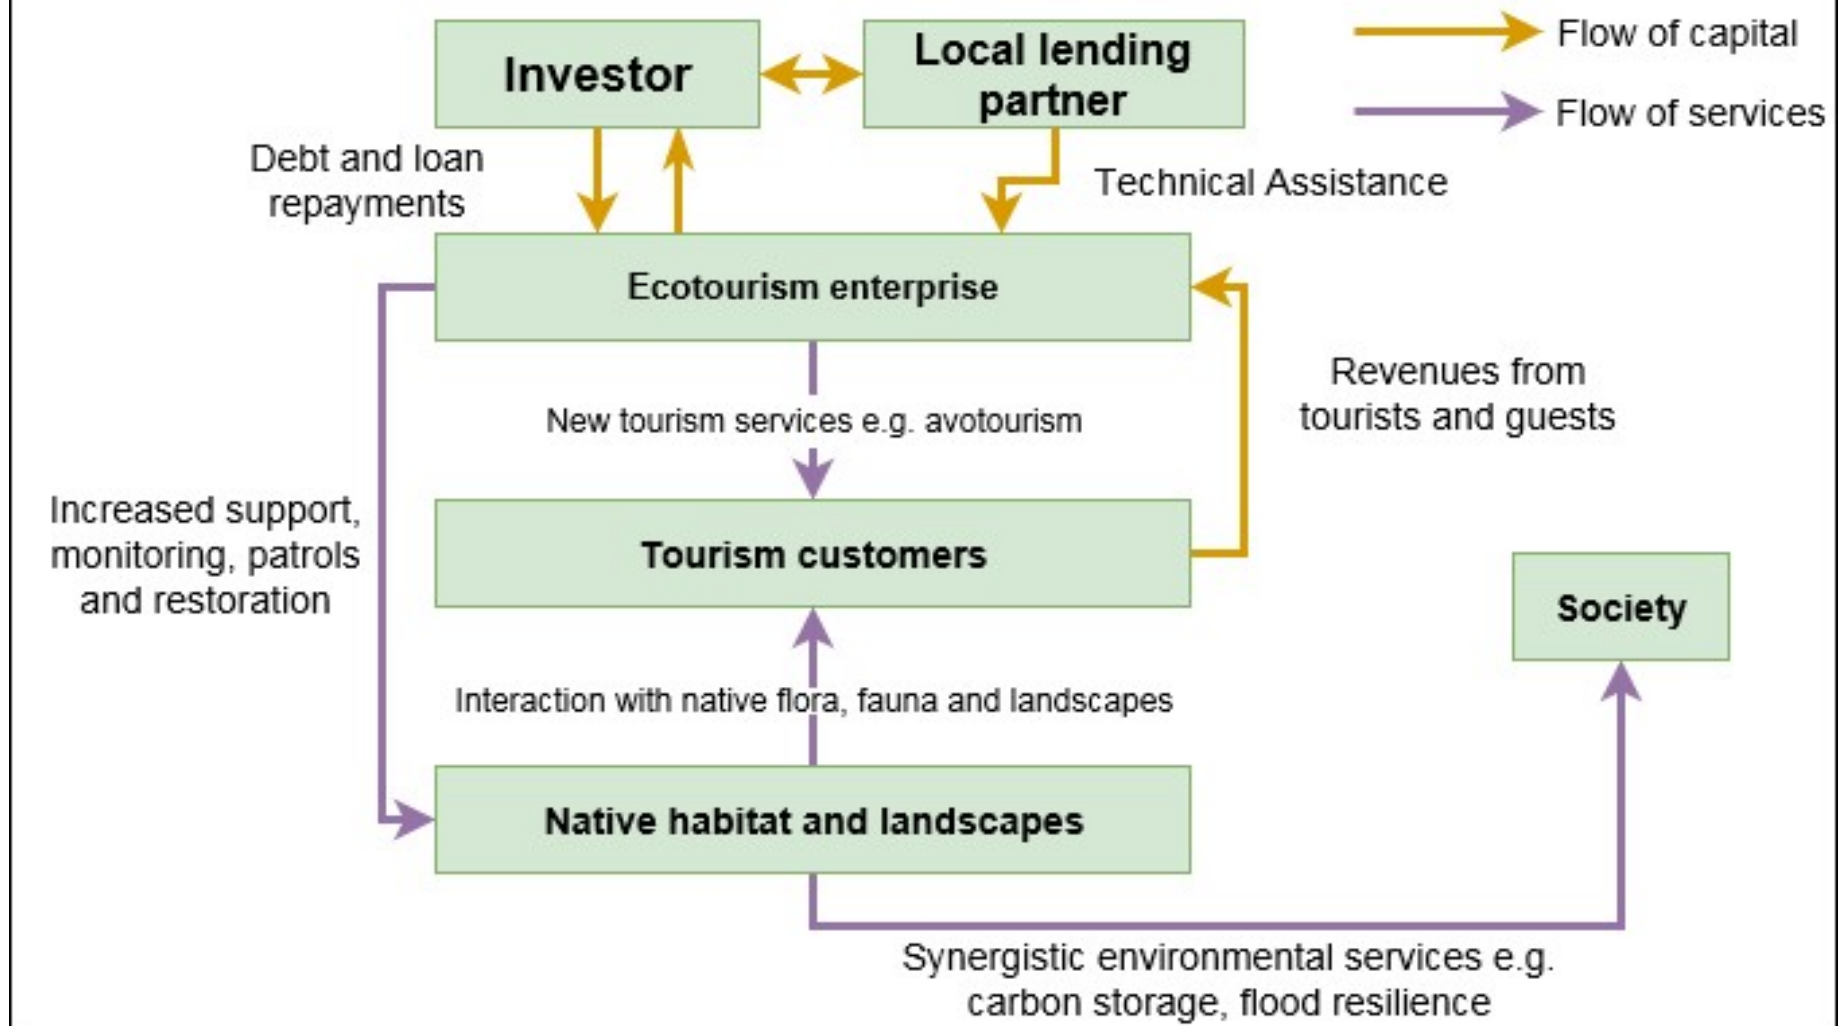 Investor
Local lending
partner
Flow of capital
Flow of services
Debt and loan
repayments
Technical Assistance
Ecotourism enterprise
New tourism services e.g. avotourism
Revenues from
tourists and guests
Increased support,
monitoring, patrols
and restoration
Tourism customers
Society
Interaction with native flora, fauna and landscapes
Native habitat and landscapes
Synergistic environmental services e.g.
carbon storage, flood resilience